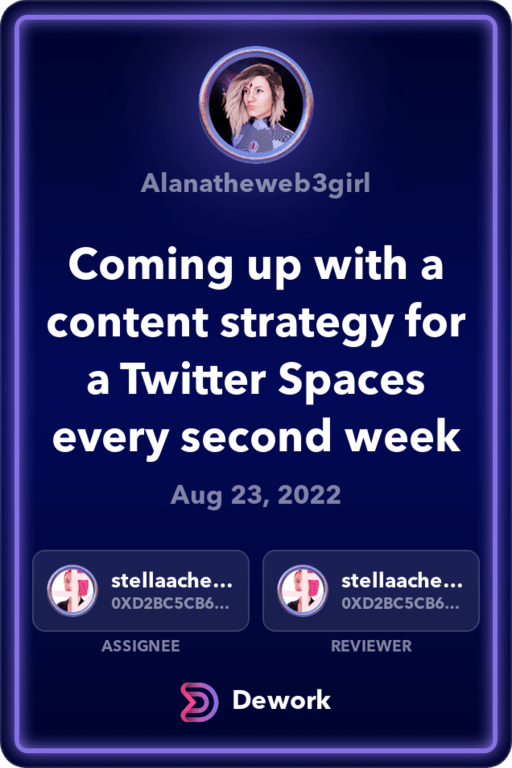 Alanatheweb3girl
Coming up with a
content strategy for
a Twitter Spaces
every second week
Aug 23, 2022
stellaache...
0XD2BC5CB6...
ASSIGNEE
stellaache...
0XD2BC5CB6...
REVIEWER
Dework